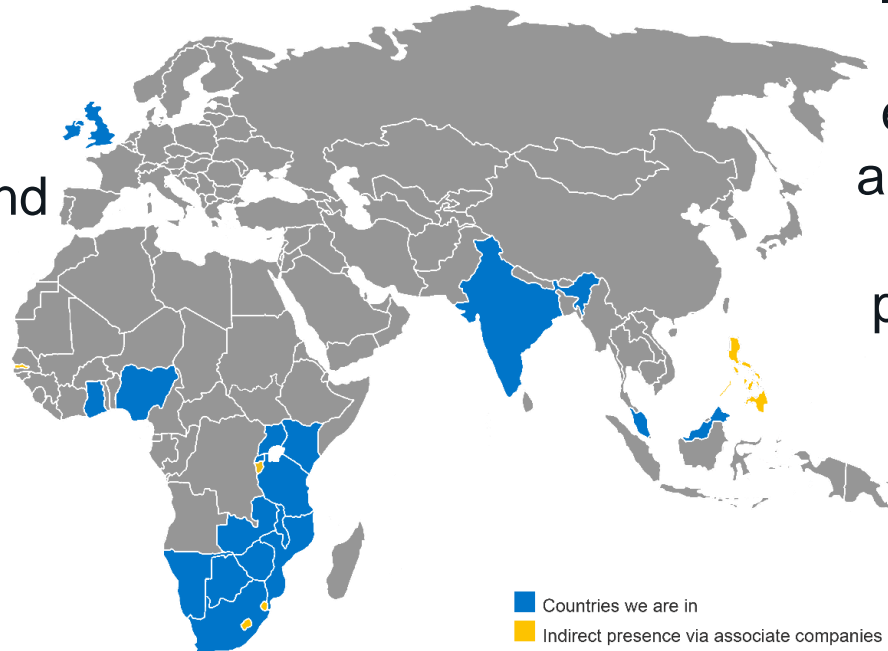 nd
e
a
p
Countries we are in
Indirect presence via associate companies